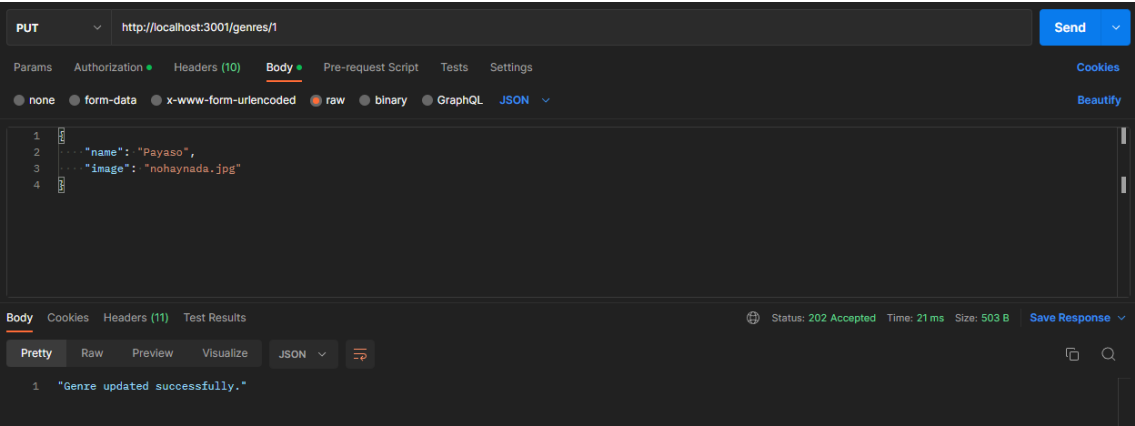 PUT http://localhost:3001/genres/1 Send
Params Authorization Headers (10) Body Pre-request Script Tests Settings Cookies
none form-data x-www-form-urlencoded raw binary GraphQL JSON Beautify
1 {
2 "name": "Payaso",
3 "image": "nohaynada.jpg"
4 }
Body Cookies Headers (11) Test Results Status: 202 Accepted Time: 21 ms Size: 503 B Save Response
Pretty Raw Preview Visualize JSON
1 "Genre updated successfully."